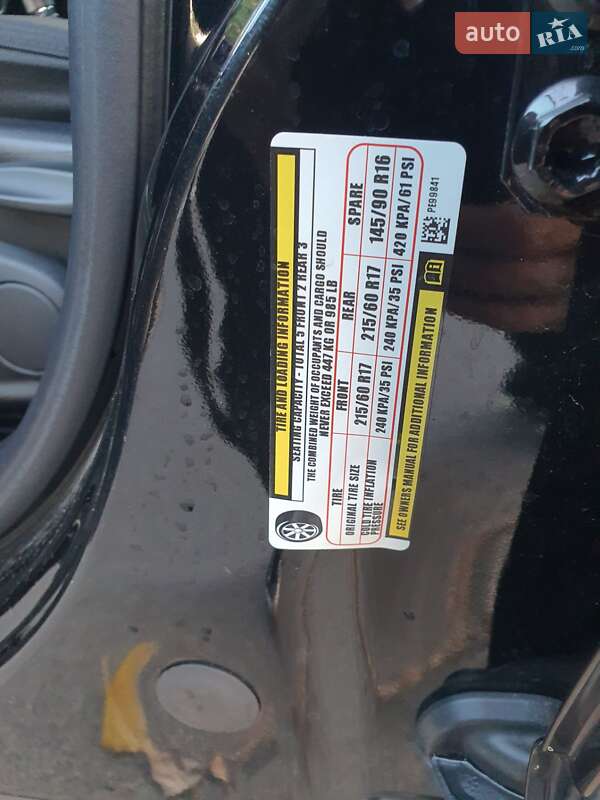 auto RIA
.com
TIRE AND LOADING INFORMATION
SEATING CAPACITY - TOTAL 5 FRONT 2 REAR 3
THE COMBINED WEIGHT OF OCCUPANTS AND CARGO SHOULD
NEVER EXCEED 447 KG OR 985 LB
TIRE FRONT REAR SPARE
ORIGINAL TIRE SIZE 215/60 R17 215/60 R17 145/90 R16
COLD TIRE INFLATION PRESSURE 240 KPA/35 PSI 240 KPA/35 PSI 420 KPA/61 PSI
SEE OWNERS MANUAL FOR ADDITIONAL INFORMATION
PE99841